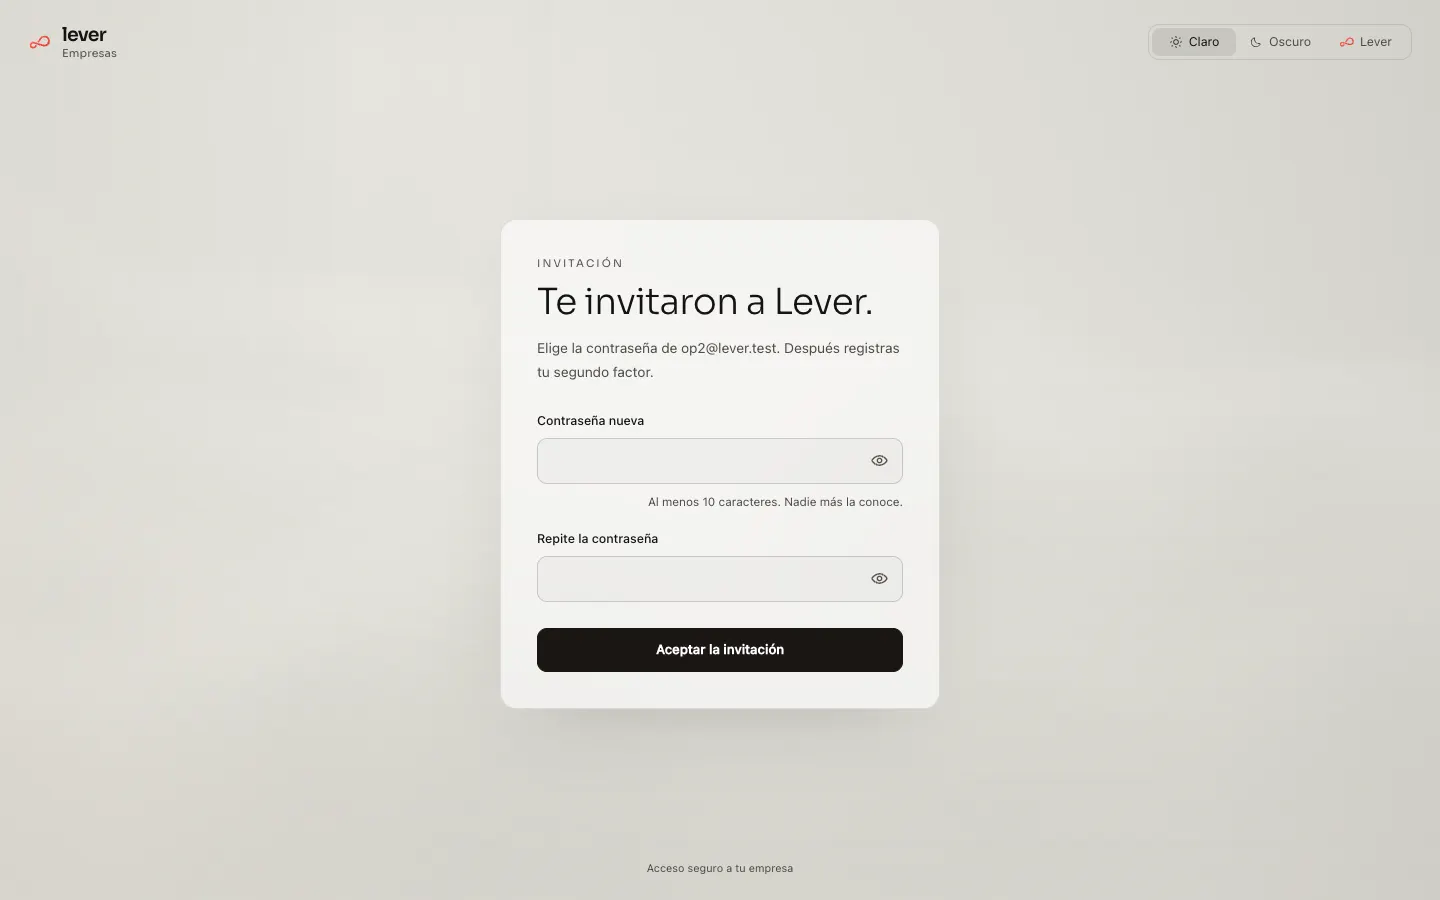 lever
Empresas
Claro
Oscuro
Lever
INVITACIÓN
Te invitaron a Lever.
Elige la contraseña de op2@lever.test. Después registras
tu segundo factor.
Contraseña nueva
Al menos 10 caracteres. Nadie más la conoce.
Repite la contraseña
Aceptar la invitación
Acceso seguro a tu empresa